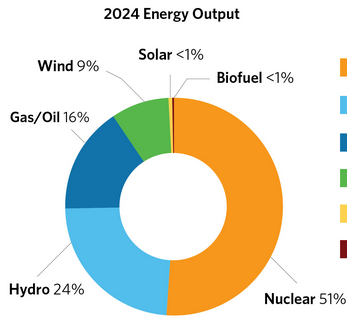 2024 Energy Output
Solar <1%
Wind 9%
Biofuel <1%
Gas/Oil 16%
Hydro 24%
Nuclear 51%